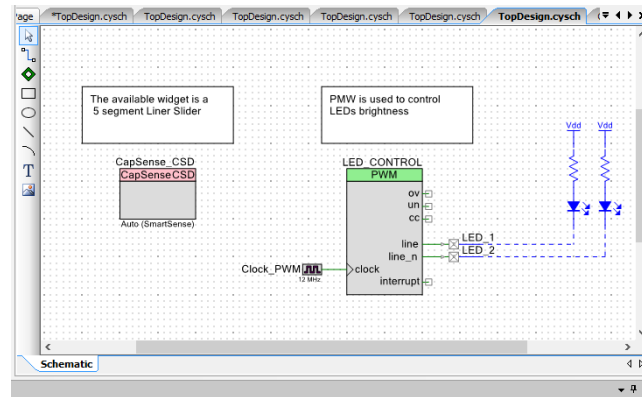 age
*TopDesign.cysch
TopDesign.cysch
TopDesign.cysch
TopDesign.cysch
TopDesign.cysch
TopDesign.cysch
The available widget is a
5 segment Liner Slider
PMW is used to control
LEDs brightness
Vdd
Vdd
CapSense_CSD
CapSense CSD
Auto (SmartSense)
LED_CONTROL
PWM
ov
un
cc
line
LED_1
line_n
LED_2
Clock_PWM
clock
12 MHz
interrupt
T
Schematic